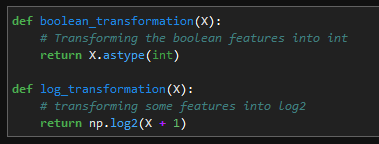 def boolean_transformation(X):
    # Transforming the boolean features into int
    return X.astype(int)

def log_transformation(X):
    # transforming some features into log2
    return np.log2(X + 1)